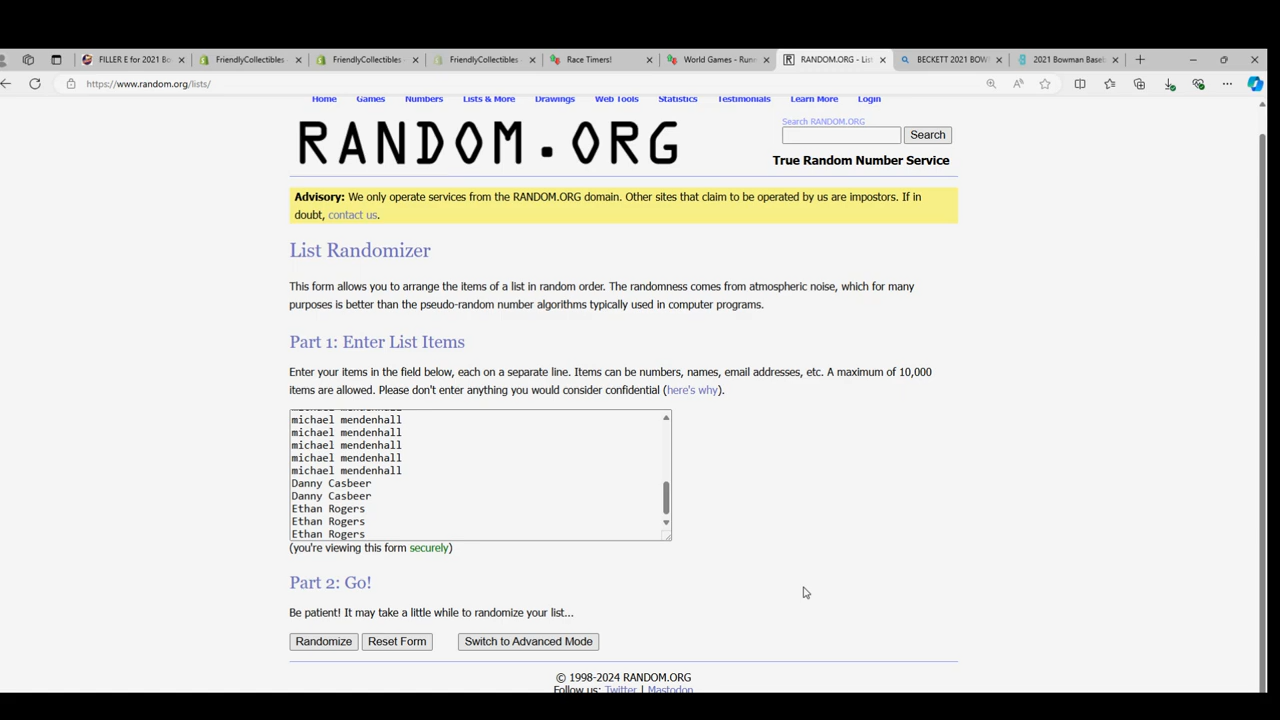 FILLER E for 2021 Bo
FriendlyCollectibles
FriendlyCollectibles
FriendlyCollectibles
Race Timers!
World Games - Run
RANDOM.ORG - Lis
BECKETT 2021 BOW
2021 Bowman Baseb
https://www.random.org/lists/
Home Games Numbers Lists & More Drawings Web Tools Statistics Testimonials Learn More Login
RANDOM.ORG
Search RANDOM.ORG
Search
True Random Number Service
Advisory: We only operate services from the RANDOM.ORG domain. Other sites that claim to be operated by us are impostors. If in
doubt, contact us.
List Randomizer
This form allows you to arrange the items of a list in random order. The randomness comes from atmospheric noise, which for many
purposes is better than the pseudo-random number algorithms typically used in computer programs.
Part 1: Enter List Items
Enter your items in the field below, each on a separate line. Items can be numbers, names, email addresses, etc. A maximum of 10,000
items are allowed. Please don't enter anything you would consider confidential (here's why).
michael mendenhall
michael mendenhall
michael mendenhall
michael mendenhall
michael mendenhall
Danny Casbeer
Danny Casbeer
Ethan Rogers
Ethan Rogers
Ethan Rogers
(you're viewing this form securely)
Part 2: Go!
Be patient! It may take a little while to randomize your list...
Randomize Reset Form Switch to Advanced Mode
© 1998-2024 RANDOM.ORG
Follow us: Twitter | Mastodon